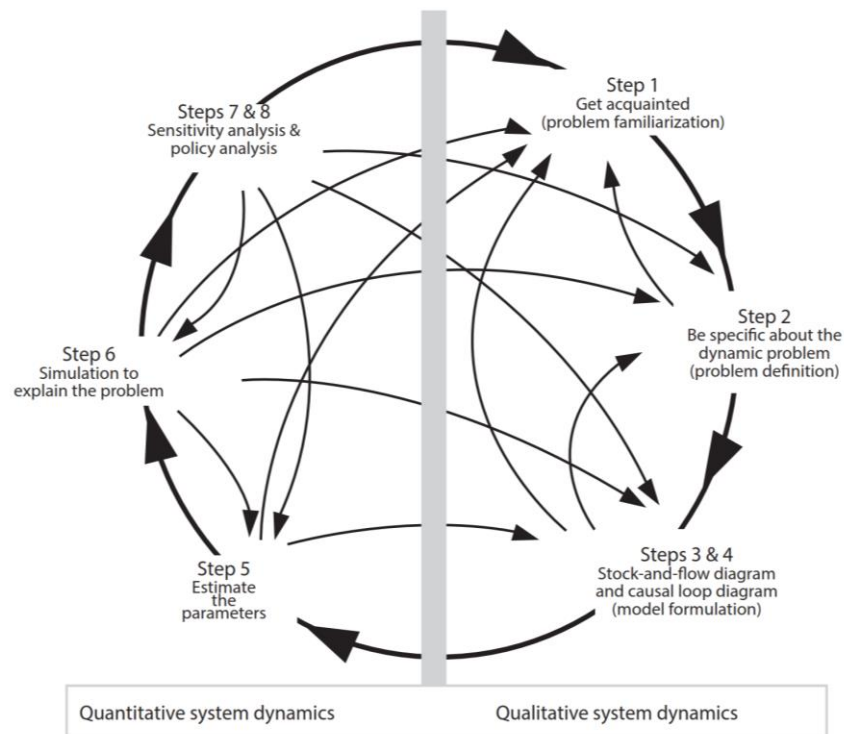 Step 1
Get acquainted
(problem familiarization)
Steps 7 & 8
Sensitivity analysis &
policy analysis
Step 2
Be specific about the
dynamic problem
(problem definition)
Step 6
Simulation to
explain the problem
Steps 3 & 4
Stock-and-flow diagram
and causal loop diagram
(model formulation)
Step 5
Estimate
the
parameters
Quantitative system dynamics
Qualitative system dynamics